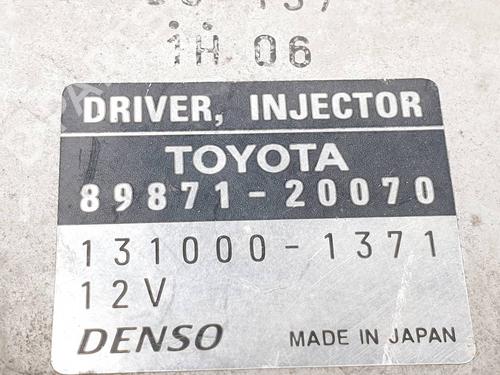 1H 06
DRIVER, INJECTOR
TOYOTA
89871-20070
131000-1371
12V
DENSO MADE IN JAPAN